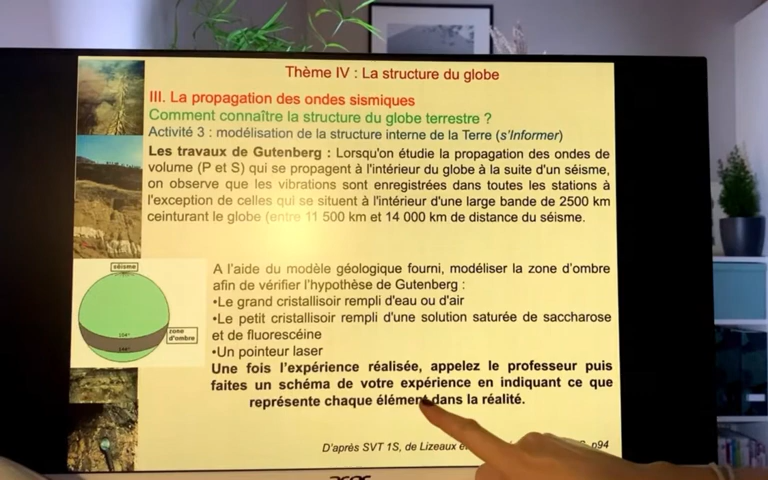 Thème IV : La structure du globe
III. La propagation des ondes sismiques
Comment connaître la structure du globe terrestre ?
Activité 3 : modélisation de la structure interne de la Terre (s'Informer)
Les travaux de Gutenberg : Lorsqu'on étudie la propagation des ondes de
volume (P et S) qui se propagent à l'intérieur du globe à la suite d'un séisme,
on observe que les vibrations sont enregistrées dans toutes les stations à
l'exception de celles qui se situent à l'intérieur d'une large bande de 2500 km
ceinturant le globe (entre 11 500 km et 14 000 km de distance du séisme.
séisme
zone
d'ombre
A l'aide du modèle géologique fourni, modéliser la zone d'ombre
afin de vérifier l'hypothèse de Gutenberg :
•Le grand cristallisoir rempli d'eau ou d'air
•Le petit cristallisoir rempli d'une solution saturée de saccharose
et de fluorescéine
•Un pointeur laser
Une fois l'expérience réalisée, appelez le professeur puis
faites un schéma de votre expérience en indiquant ce que
représente chaque élément dans la réalité.
D'après SVT 1S, de Lizeaux p94